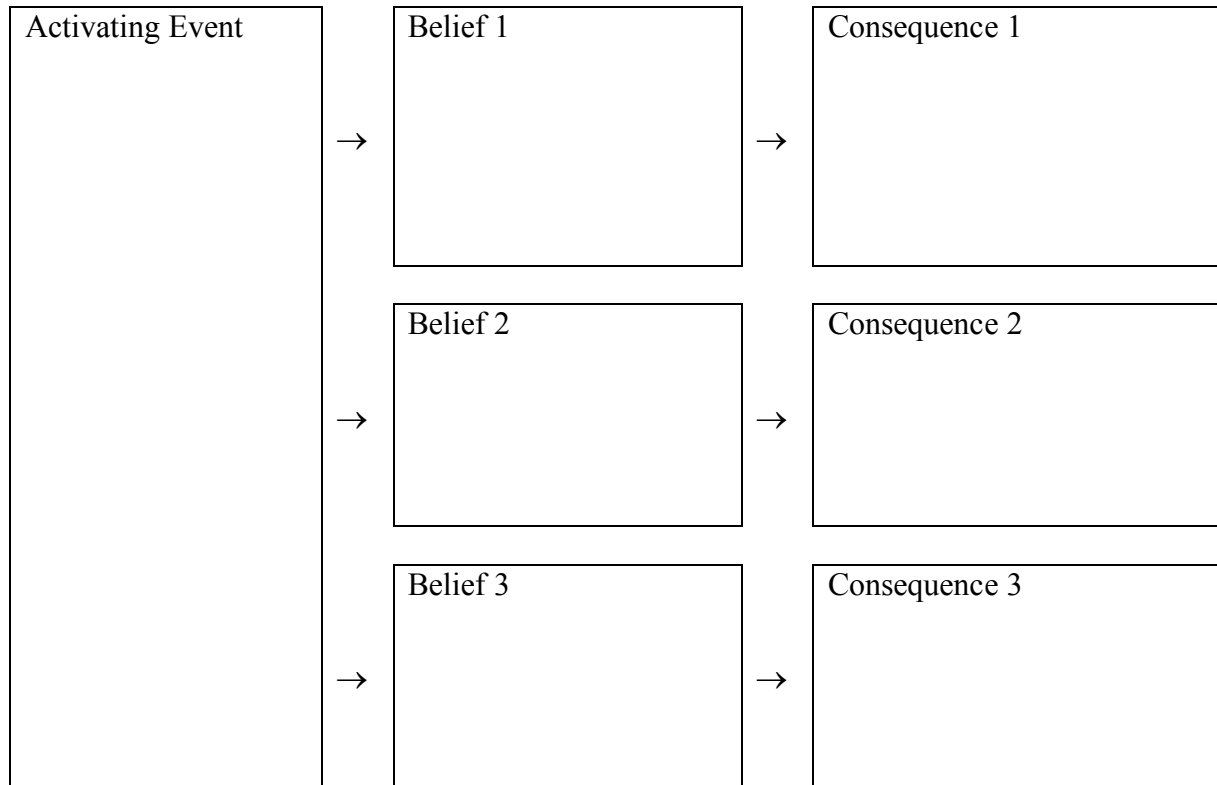 Activating Event
Belief 1
Consequence 1
→
→
Belief 2
Consequence 2
→
→
Belief 3
Consequence 3
→
→